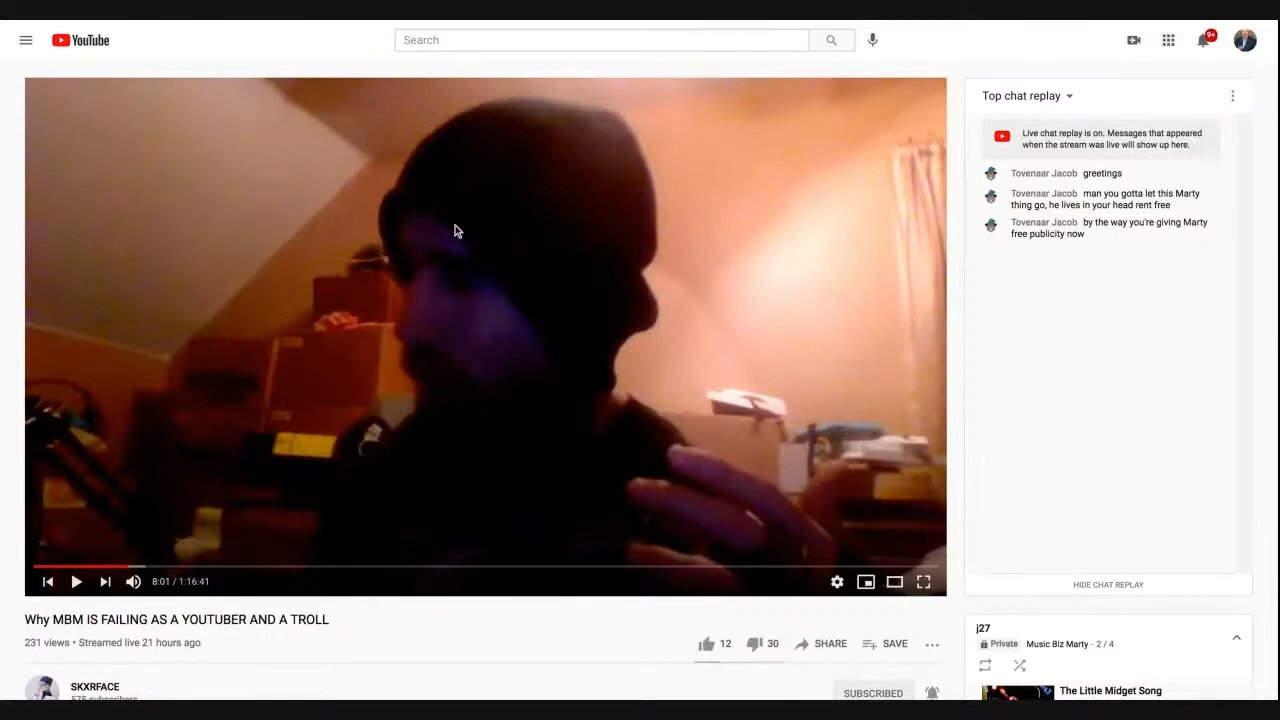 YouTube
Search
9+
Top chat replay
Live chat replay is on. Messages that appeared
when the stream was live will show up here.
Tovenaar Jacob greetings
Tovenaar Jacob man you gotta let this Marty
thing go, he lives in your head rent free
Tovenaar Jacob by the way you're giving Marty
free publicity now
8:01 / 1:16:41
HIDE CHAT REPLAY
Why MBM IS FAILING AS A YOUTUBER AND A TROLL
231 views • Streamed live 21 hours ago
12
30
SHARE
SAVE
j27
Private Music Biz Marty - 2 / 4
SKXRFACE
575 subscribers
SUBSCRIBED
The Little Midget Song